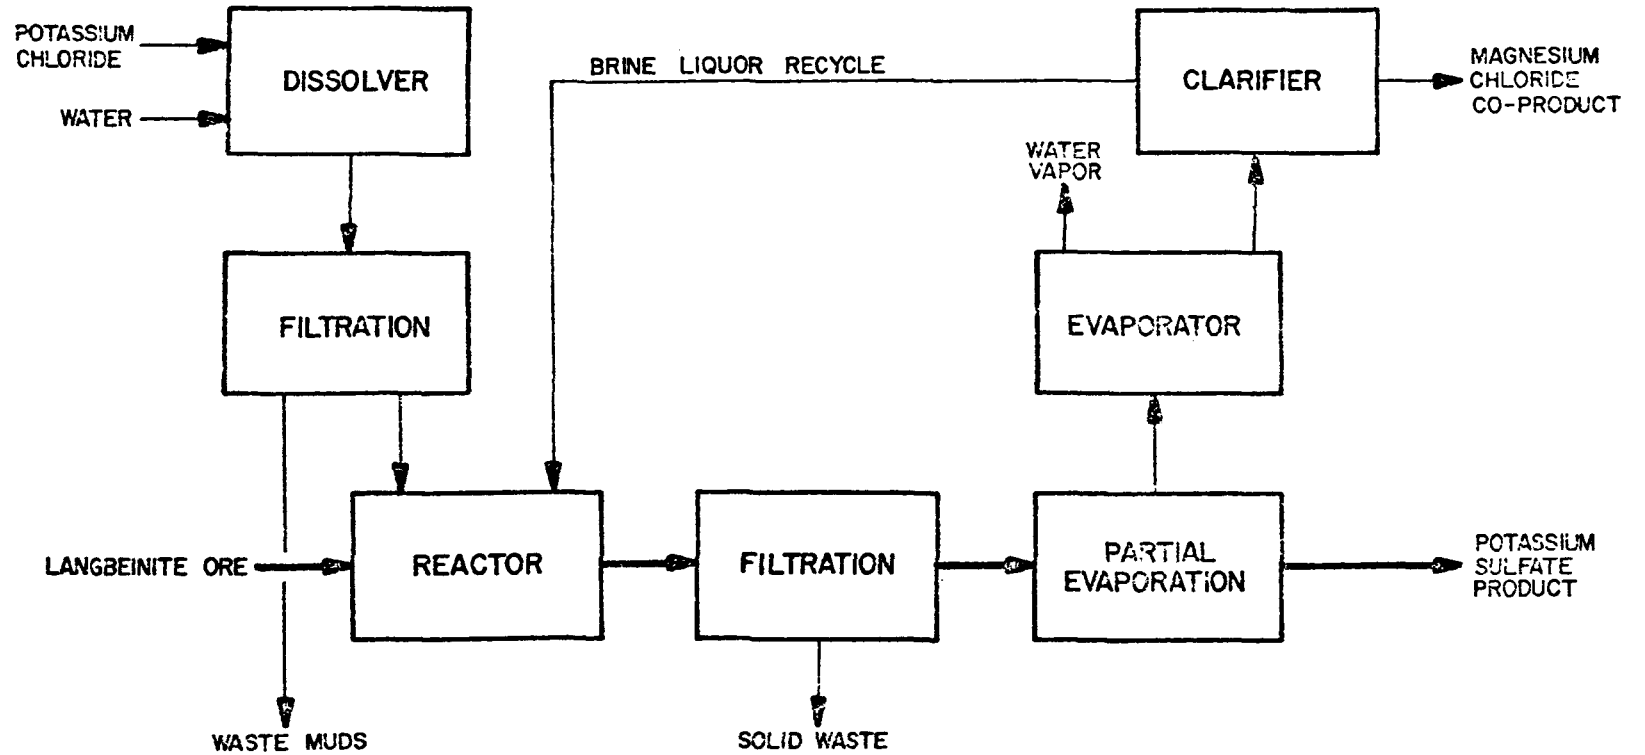 POTASSIUM
CHLORIDE
WATER
DISSOLVER
BRINE LIQUOR RECYCLE
CLARIFIER
MAGNESIUM
CHLORIDE
CO-PRODUCT
WATER
VAPOR
FILTRATION
EVAPORATOR
LANGBEINITE ORE
REACTOR
FILTRATION
PARTIAL
EVAPORATION
POTASSIUM
SULFATE
PRODUCT
WASTE MUDS
SOLID WASTE